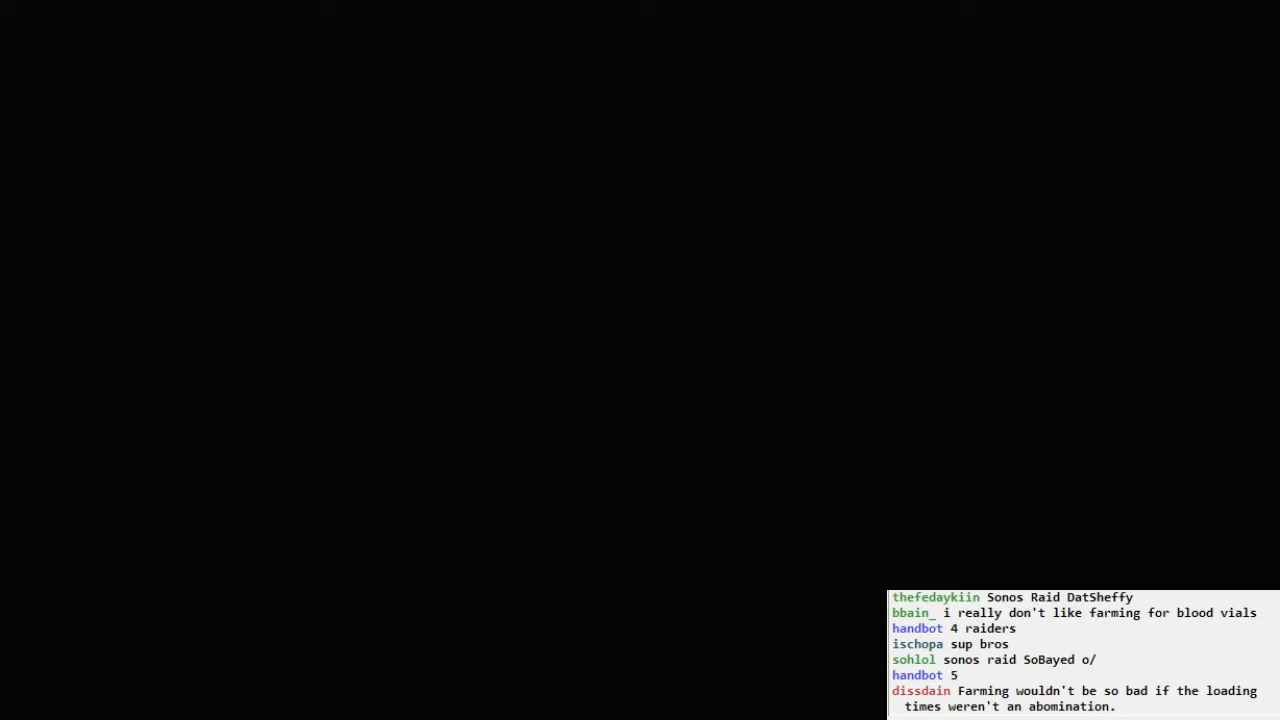 thefedaykiin Sonos Raid DatSheffy
bbain_ i really don't like farming for blood vials
handbot 4 raiders
ischopa sup bros
sohlol sonos raid SoBayed o/
handbot 5
dissdain Farming wouldn't be so bad if the loading
times weren't an abomination.